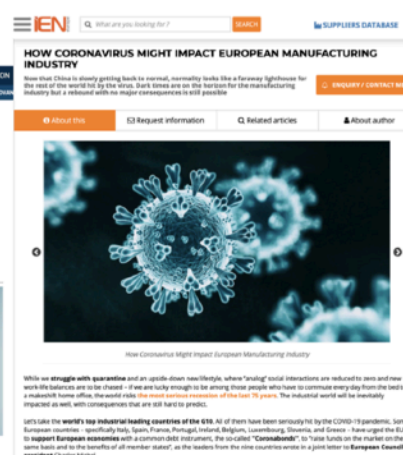 iEN
What are you looking for?
SEARCH
SUPPLIERS DATABASE
HOW CORONAVIRUS MIGHT IMPACT EUROPEAN MANUFACTURING
INDUSTRY
Now that China is slowly getting back to normal, normality looks like a faraway lighthouse for
the rest of the world hit by the virus. Dark times are on the horizon for the manufacturing
industry but a rebound with no major consequences is still possible
ENQUIRY / CONTACT
About this
Request information
Related articles
About author
How Coronavirus Might Impact European Manufacturing Industry
While we struggle with quarantine and an upside-down new lifestyle, where "analog" social interactions are reduced to zero and new
work-life balances are to be chased - if we are lucky enough to be among those people who have to commute every day from the bed to
a makeshift home office, the world risks the most serious recession of the last 75 years. The industrial world will be inevitably
impacted as well, with consequences that are still hard to predict.
Let's take the world's top industrial leading countries of the G10. All of them have been seriously hit by the COVID-19 pandemic.
European countries - specifically Italy, Spain, France, Portugal, Ireland, Belgium, Luxembourg, Slovenia, and Greece - have urged the EU
to support European economies with a common debt instrument, the so-called "Coronabonds", to "raise funds on the market on the
same basis and to the benefits of all member states", as the leaders from the nine countries wrote in a joint letter to European Council